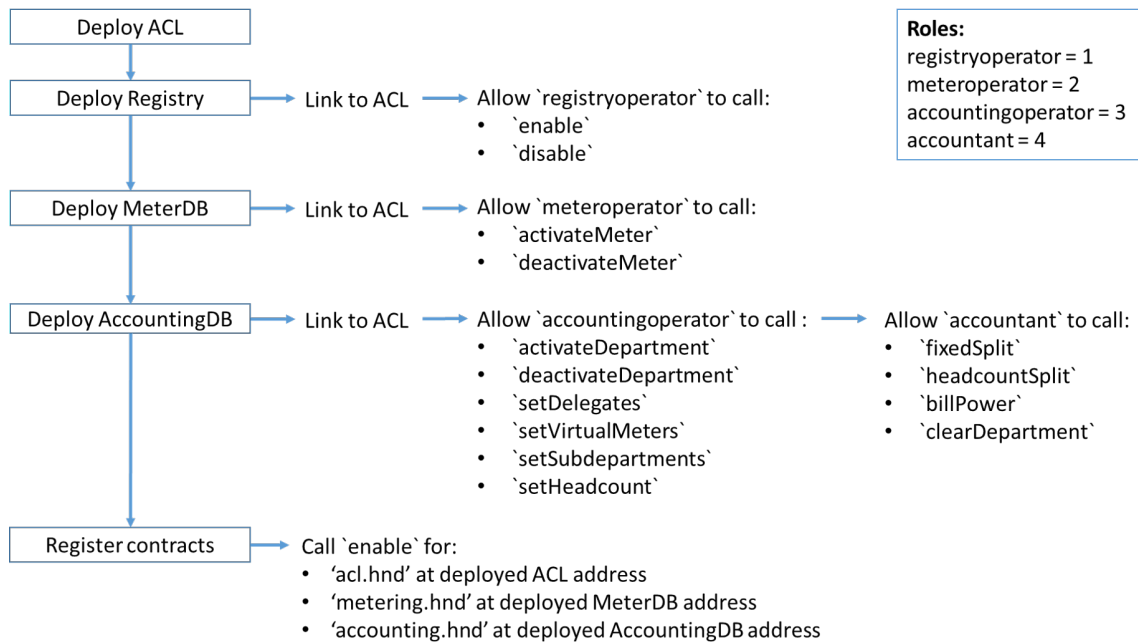 Deploy ACL
Roles:
registryoperator = 1
meteroperator = 2
accountingoperator = 3
accountant = 4
Deploy Registry
Link to ACL
Allow `registryoperator` to call:
• `enable`
• `disable`
Deploy MeterDB
Link to ACL
Allow `meteroperator` to call:
• `activateMeter`
• `deactivateMeter`
Deploy AccountingDB
Link to ACL
Allow `accountingoperator` to call :
• `activateDepartment`
• `deactivateDepartment`
• `setDelegates`
• `setVirtualMeters`
• `setSubdepartments`
• `setHeadcount`
Allow `accountant` to call:
• `fixedSplit`
• `headcountSplit`
• `billPower`
• `clearDepartment`
Register contracts
Call `enable` for:
• ‘acl.hnd’ at deployed ACL address
• ‘metering.hnd’ at deployed MeterDB address
• ‘accounting.hnd’ at deployed AccountingDB address